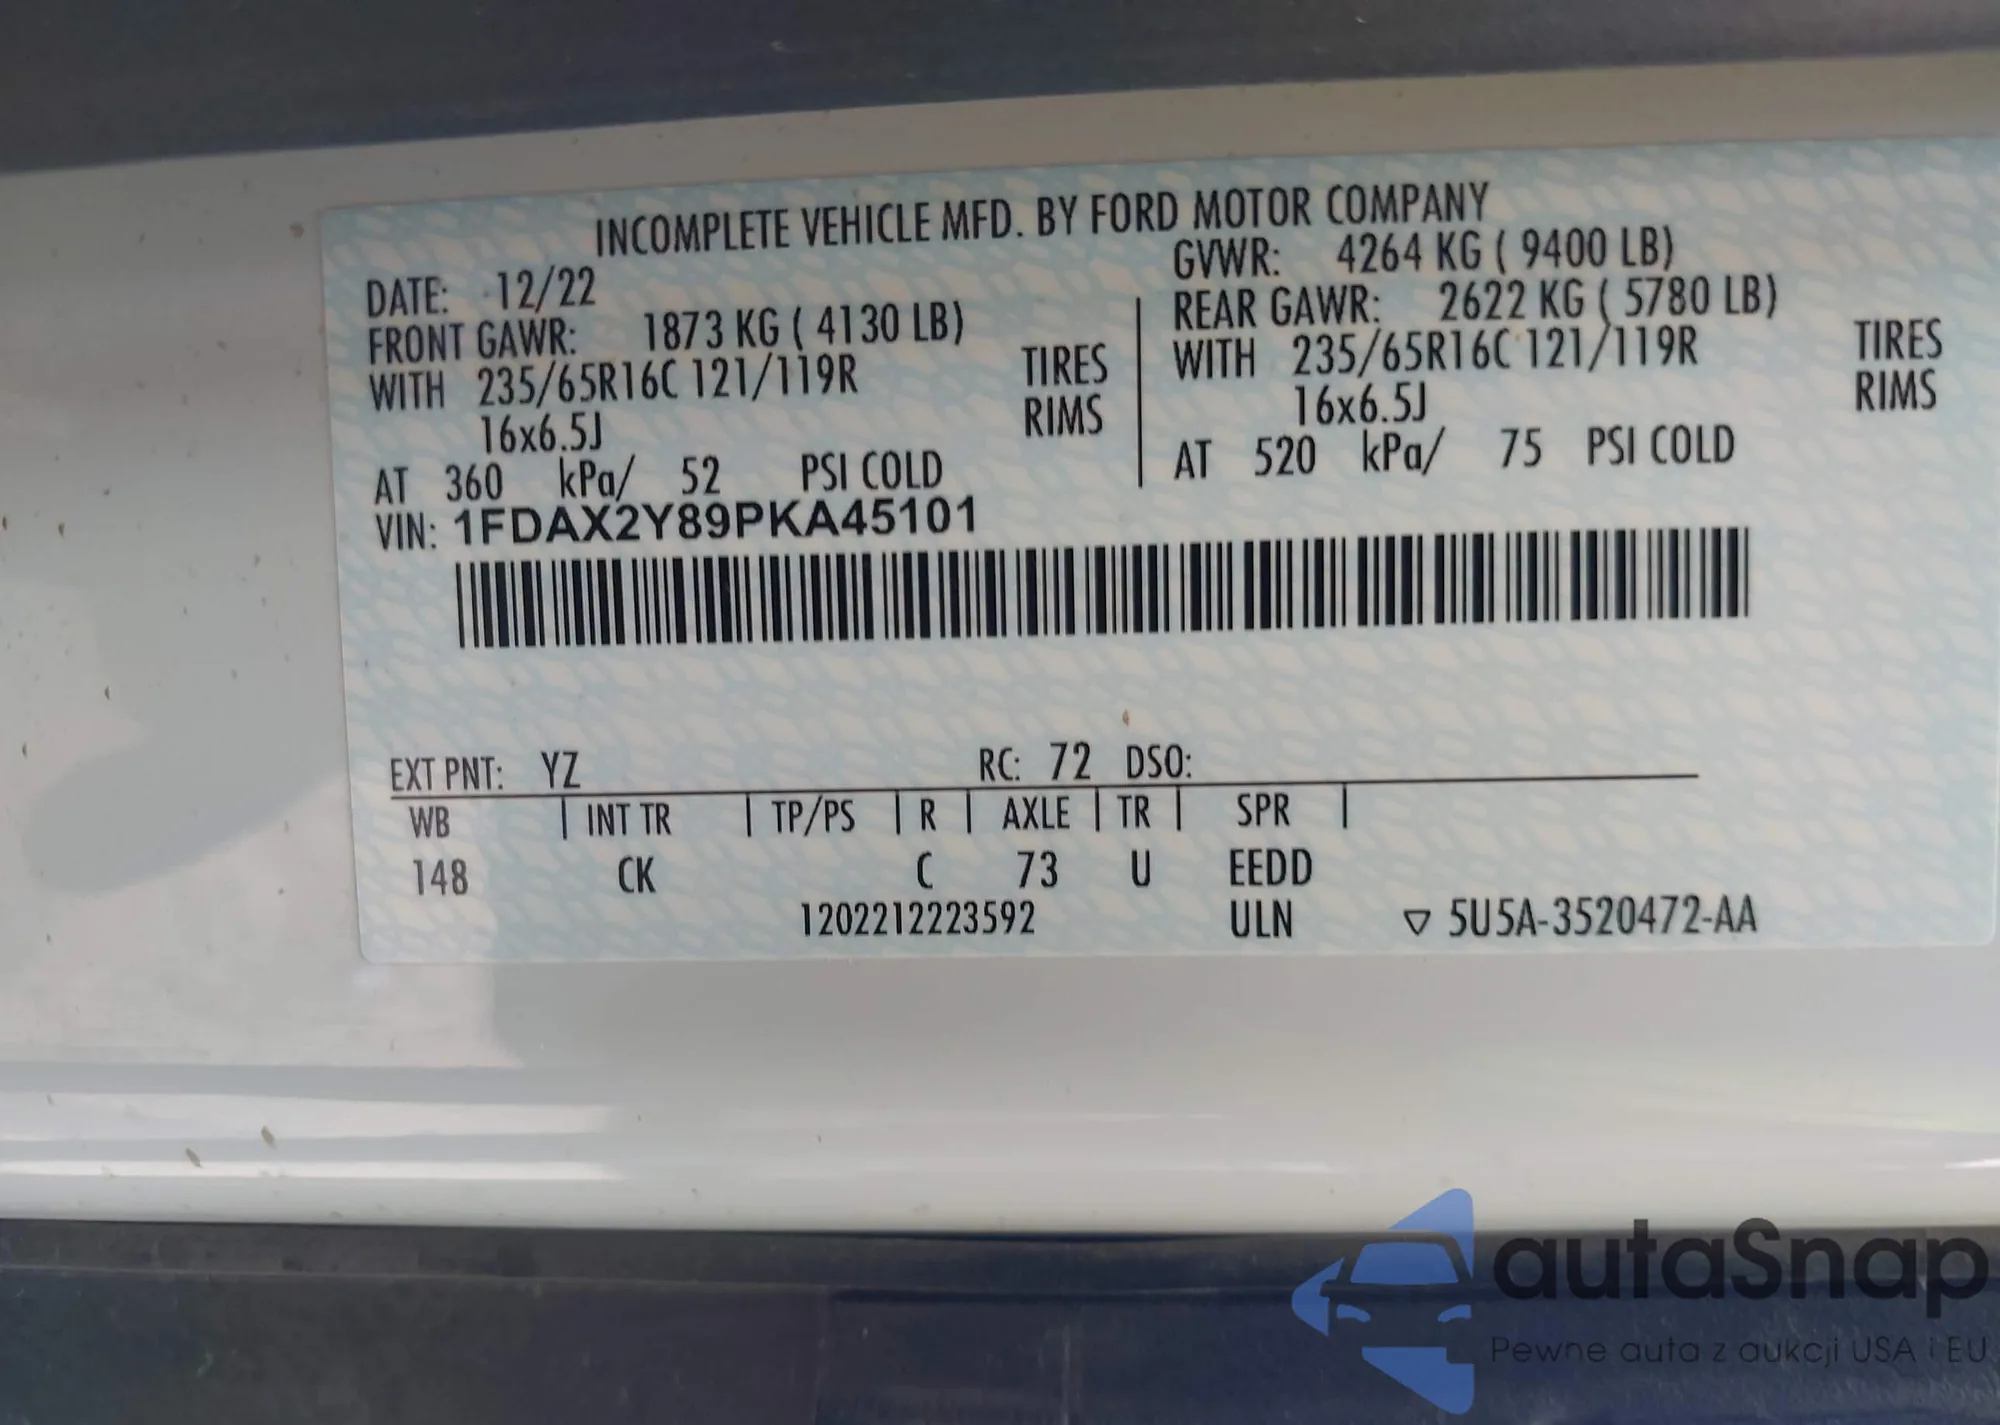 INCOMPLETE VEHICLE MFD. BY FORD MOTOR COMPANY
DATE: 12/22
GVWR: 4264 KG ( 9400 LB)
FRONT GAWR: 1873 KG ( 4130 LB)
REAR GAWR: 2622 KG ( 5780 LB)
WITH 235/65R16C 121/119R TIRES
WITH 235/65R16C 121/119R TIRES
16x6.5J RIMS
16x6.5J RIMS
AT 360 kPa/ 52 PSI COLD
AT 520 kPa/ 75 PSI COLD
VIN: 1FDAX2Y89PKA45101
EXT PNT: YZ RC: 72 DSO:
WB | INT TR | TP/PS | R | AXLE | TR | SPR |
148 CK C 73 U EEDD
1202212223592 ULN ▽ 5U5A-3520472-AA
autaSnap
Pewne auta z aukcji USA i EU